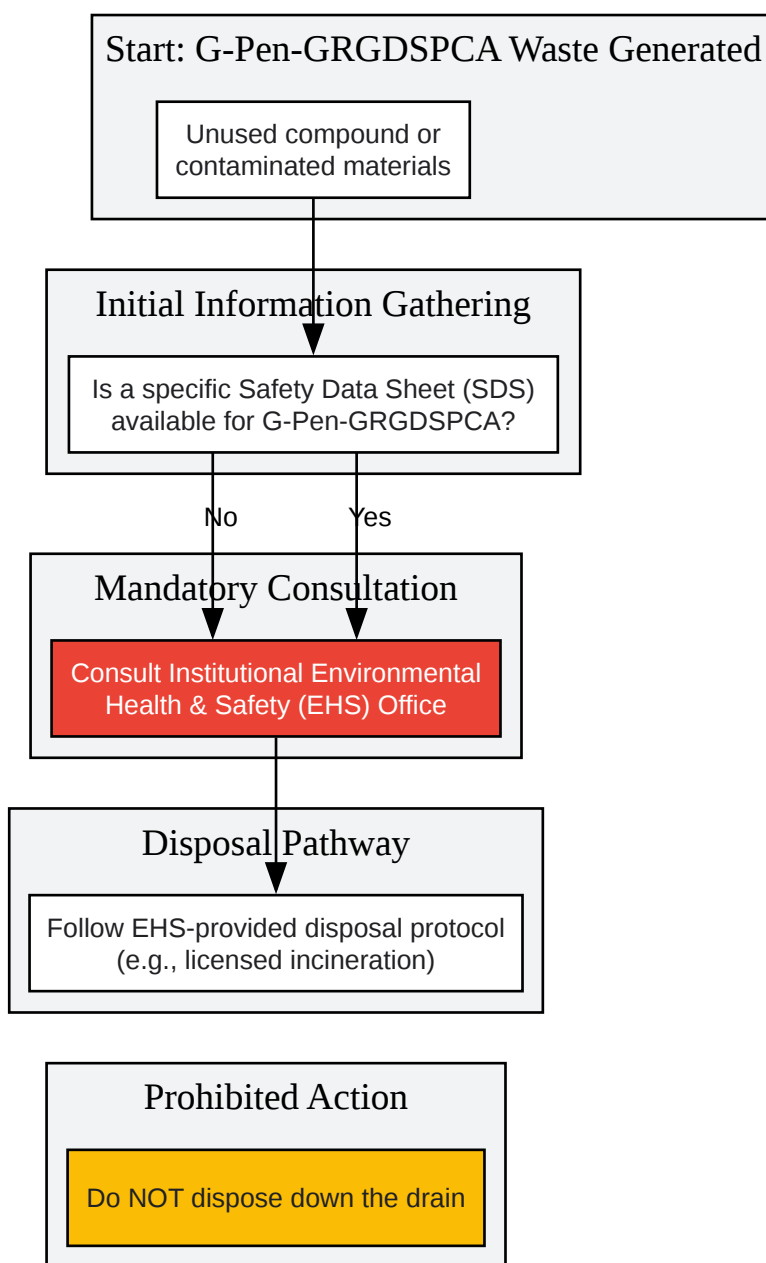 Start: G-Pen-GRGDSPCA Waste Generated
Unused compound or
contaminated materials
Initial Information Gathering
Is a specific Safety Data Sheet (SDS)
available for G-Pen-GRGDSPCA?
No
Yes
Mandatory Consultation
Consult Institutional Environmental
Health & Safety (EHS) Office
Disposal Pathway
Follow EHS-provided disposal protocol
(e.g., licensed incineration)
Prohibited Action
Do NOT dispose down the drain